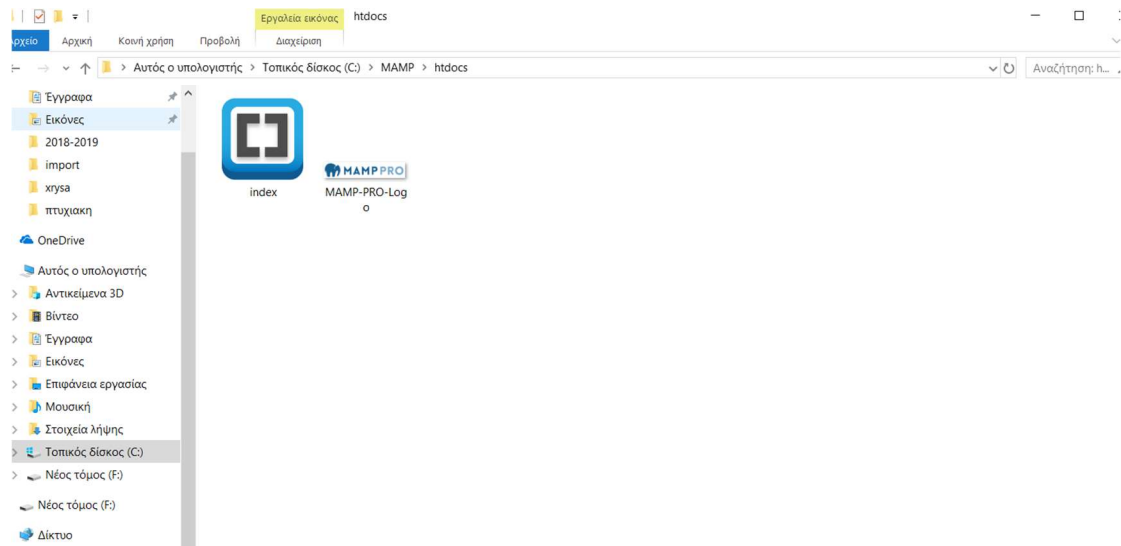 Εργαλεία εικόνας htdocs
Αρχική Κοινή χρήση Προβολή Διαχείριση
Αυτός ο υπολογιστής > Τοπικός δίσκος (C:) > MAMP > htdocs
Αναζήτηση: h...
Έγγραφα
Εικόνες
2018-2019
import
xrysa
πτυχιακη
OneDrive
Αυτός ο υπολογιστής
Αντικείμενα 3D
Βίντεο
Έγγραφα
Εικόνες
Επιφάνεια εργασίας
Μουσική
Στοιχεία λήψης
Τοπικός δίσκος (C:)
Νέος τόμος (F:)
Νέος τόμος (F:)
Δίκτυο
MAMP PRO
index
MAMP-PRO-Log
o